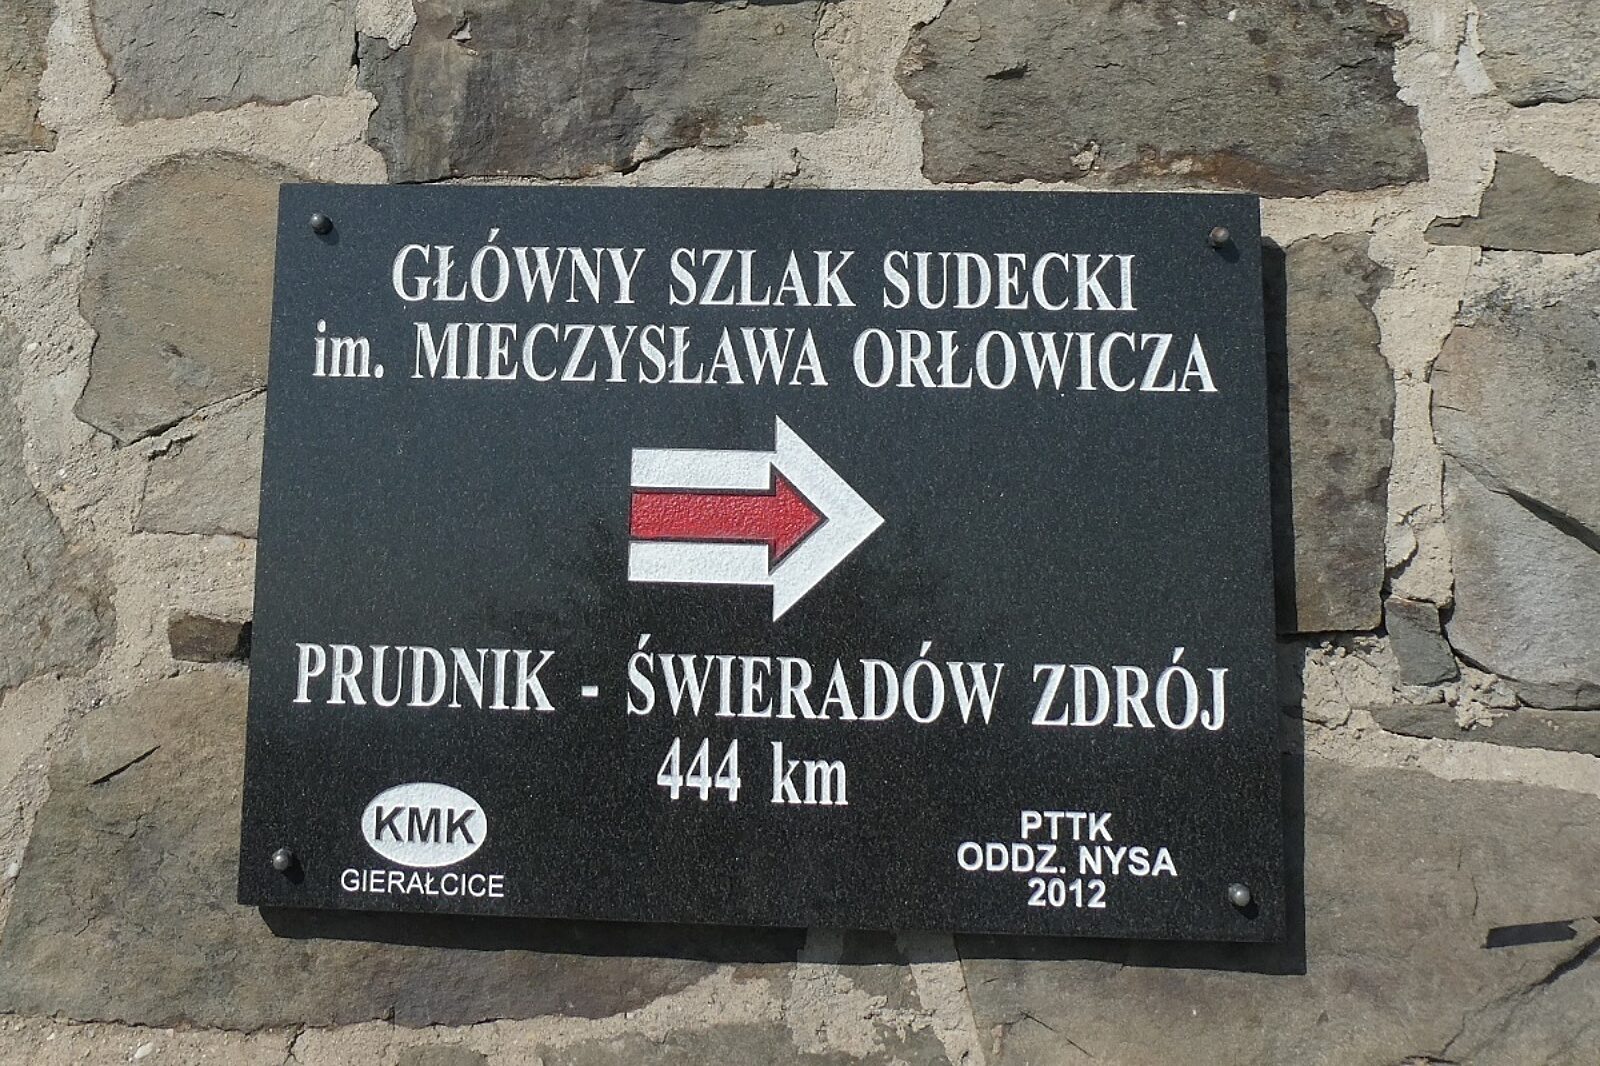 GŁÓWNY SZLAK SUDECKI
im. MIECZYSŁAWA ORŁOWICZA
PRUDNIK - ŚWIERADÓW ZDRÓJ
444 km
KMK
GIERAŁCICE
PTTK
ODDZ. NYSA
2012